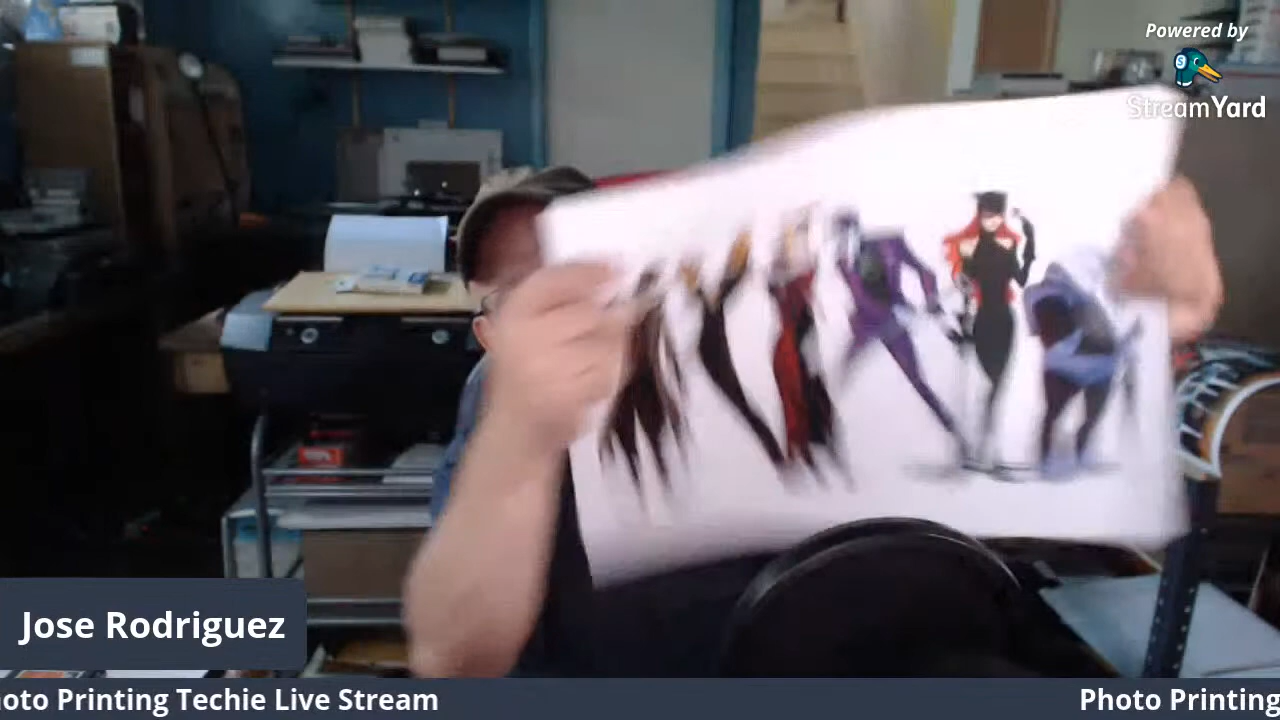 Powered by
StreamYard
Jose Rodriguez
oto Printing Techie Live Stream
Photo Printing